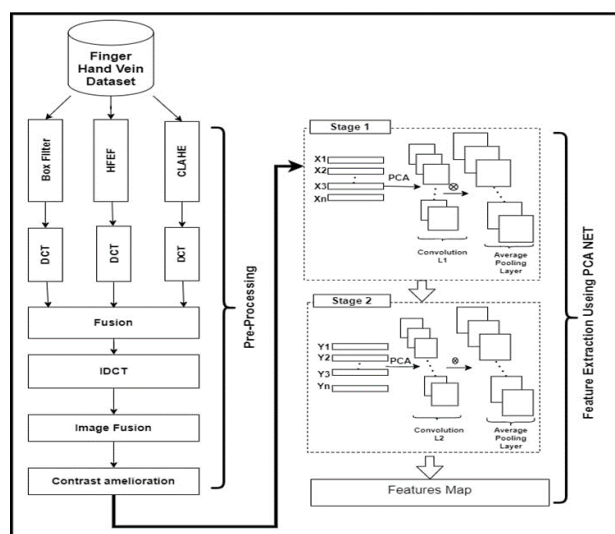 Finger
Hand Vein
Dataset
Box Filter
HFEF
CLAHE
DCT
DCT
DCT
Fusion
IDCT
Image Fusion
Contrast amelioration
Pre-Processing
Stage 1
X1
X2
X3
Xn
PCA
Convolution
L1
Average
Pooling
Layer
Stage 2
Y1
Y2
Y3
Yn
PCA
Convolution
L2
Average
Pooling
Layer
Features Map
Feature Extraction Useing PCA NET